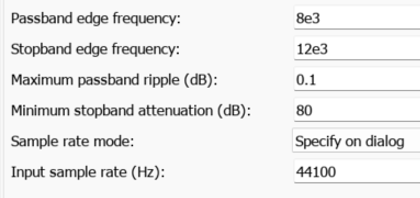 Passband edge frequency: 8e3
Stopband edge frequency: 12e3
Maximum passband ripple (dB): 0.1
Minimum stopband attenuation (dB): 80
Sample rate mode: Specify on dialog
Input sample rate (Hz): 44100